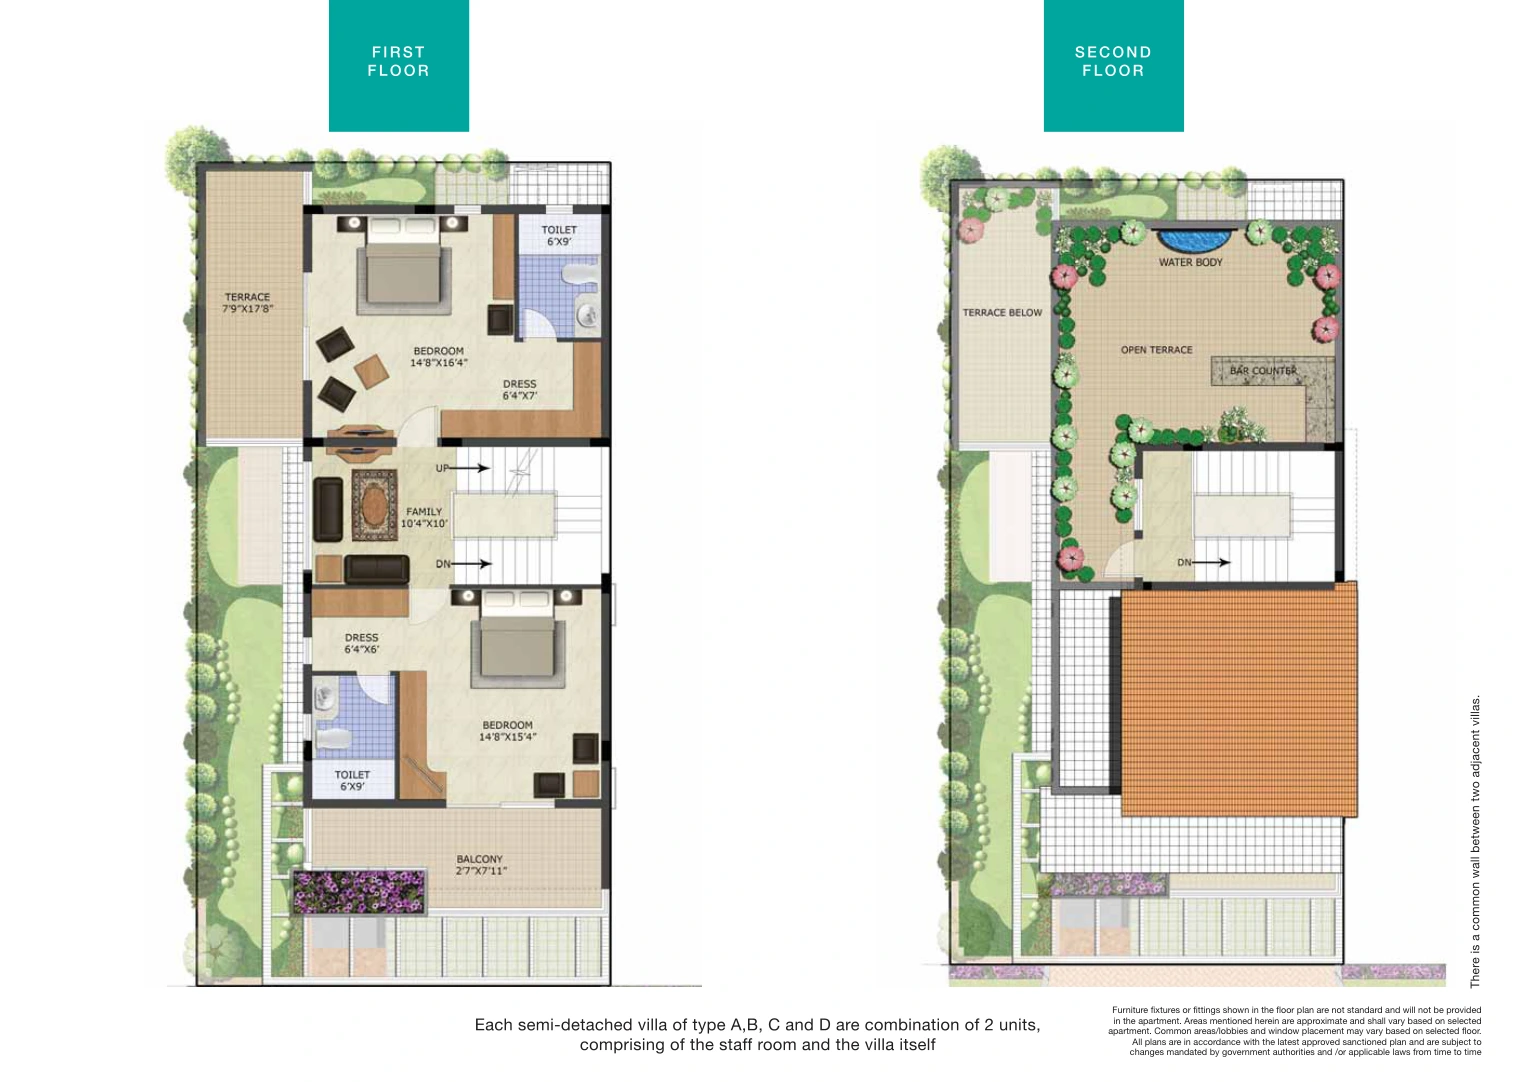 FIRST
FLOOR
TERRACE
7'9"X17'8"
TOILET
6'X9'
BEDROOM
14'8"X16'4"
DRESS
6'4"X7'
UP
FAMILY
10'4"X10'
DN
DRESS
6'4"X6'
BEDROOM
14'8"X15'4"
TOILET
6'X9'
BALCONY
2'7"X7'11"
SECOND
FLOOR
WATER BODY
TERRACE BELOW
OPEN TERRACE
BAR COUNTER
DN
There is a common wall between two adjacent villas.
Each semi-detached villa of type A,B, C and D are combination of 2 units,
comprising of the staff room and the villa itself
Furniture fixtures or fittings shown in the floor plan are not standard and will not be provided
in the apartment. Areas mentioned herein are approximate and shall vary based on selected
apartment. Common areas/lobbies and window placement may vary based on selected floor.
All plans are in accordance with the latest approved sanctioned plan and are subject to
changes mandated by government authorities and /or applicable laws from time to time